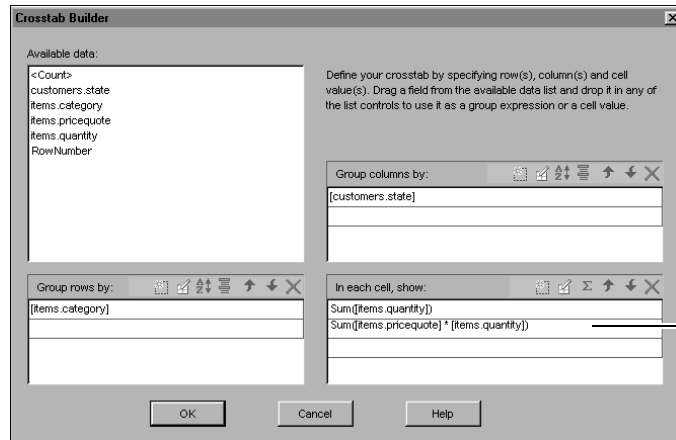 Crosstab Builder
Available data:
<Count>
customers.state
items.category
items.pricequote
items.quantity
RowNumber
Define your crosstab by specifying row(s), column(s) and cell
value(s). Drag a field from the available data list and drop it in any of
the list controls to use it as a group expression or a cell value.
Group columns by:
[customers.state]
Group rows by:
[items.category]
In each cell, show:
Sum([items.quantity])
Sum([items.pricequote] * [items.quantity])
OK
Cancel
Help